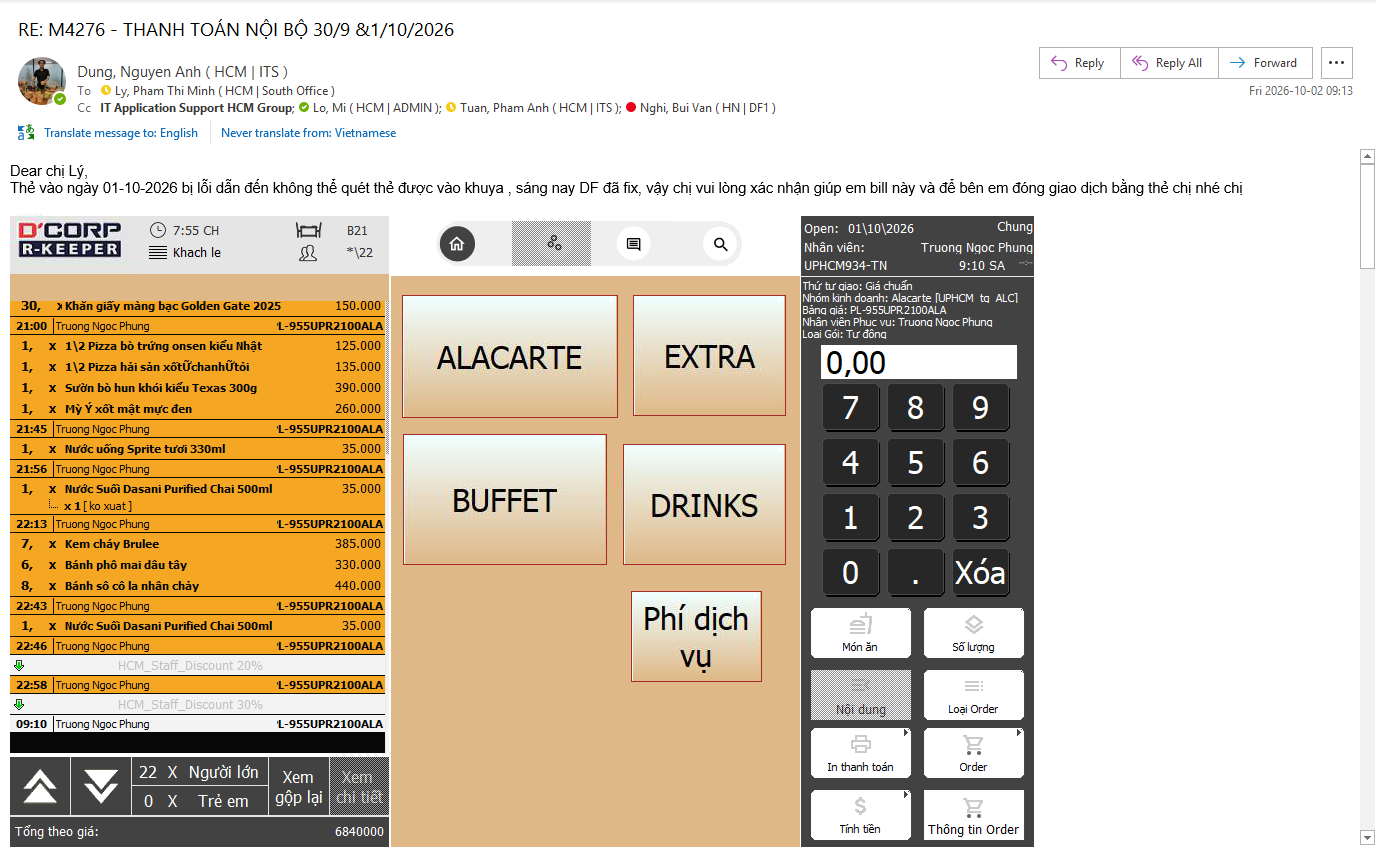 RE: M4276 - THANH TOÁN NỘI BỘ 30/9 &1/10/2026
Dung, Nguyen Anh ( HCM | ITS )
To Ly, Pham Thi Minh ( HCM | South Office )
Cc IT Application Support HCM Group; Lo, Mi ( HCM | ADMIN ); Tuan, Pham Anh ( HCM | ITS ); Nghi, Bui Van ( HN | DF1 )
Reply
Reply All
Forward
Fri 2026-10-02 09:13
Translate message to: English
Never translate from: Vietnamese
Dear chị Lý,
Thẻ vào ngày 01-10-2026 bị lỗi dẫn đến không thể quét thẻ được vào khuya , sáng nay DF đã fix, vậy chị vui lòng xác nhận giúp em bill này và để bên em đóng giao dịch bằng thẻ chị nhé chị
D'CORP
R-KEEPER
7:55 CH
B21
Khach le
*\22
30, x Khăn giấy màng bạc Golden Gate 2025 150.000
21:00 Truong Ngoc Phung 'L-955UPR2100ALA
1, x 1\2 Pizza bò trứng onsen kiểu Nhật 125.000
1, x 1\2 Pizza hải sản xốtỮchanhỮtỏi 135.000
1, x Sườn bò hun khói kiểu Texas 300g 390.000
1, x Mỳ Ý xốt mật mực đen 260.000
21:45 Truong Ngoc Phung 'L-955UPR2100ALA
1, x Nước uống Sprite tươi 330ml 35.000
21:56 Truong Ngoc Phung 'L-955UPR2100ALA
1, x Nước Suối Dasani Purified Chai 500ml 35.000
x 1 [ ko xuat ]
22:13 Truong Ngoc Phung 'L-955UPR2100ALA
7, x Kem cháy Brulee 385.000
6, x Bánh phô mai dâu tây 330.000
8, x Bánh sô cô la nhân chảy 440.000
22:43 Truong Ngoc Phung 'L-955UPR2100ALA
1, x Nước Suối Dasani Purified Chai 500ml 35.000
22:46 Truong Ngoc Phung 'L-955UPR2100ALA
HCM_Staff_Discount 20%
22:58 Truong Ngoc Phung 'L-955UPR2100ALA
HCM_Staff_Discount 30%
09:10 Truong Ngoc Phung 'L-955UPR2100ALA
22 X Người lớn
0 X Trẻ em
Xem gộp lại
Xem chi tiết
Tổng theo giá: 6840000
ALACARTE
EXTRA
BUFFET
DRINKS
Phí dịch
vụ
Open: 01\10\2026 Chung
Nhân viên: Truong Ngoc Phung
UPHCM934-TN 9:10 SA
Thứ tự giao: Giá chuẩn
Nhóm kinh doanh: Alacarte [UPHCM_tg_ALC]
Bảng giá: PL-955UPR2100ALA
Nhân viên Phục vụ: Truong Ngoc Phung
Loại Gói: Tự động
0,00
7 8 9
4 5 6
1 2 3
0 . Xóa
Món ăn
Số lượng
Nội dung
Loại Order
In thanh toán
Order
Tính tiền
Thông tin Order